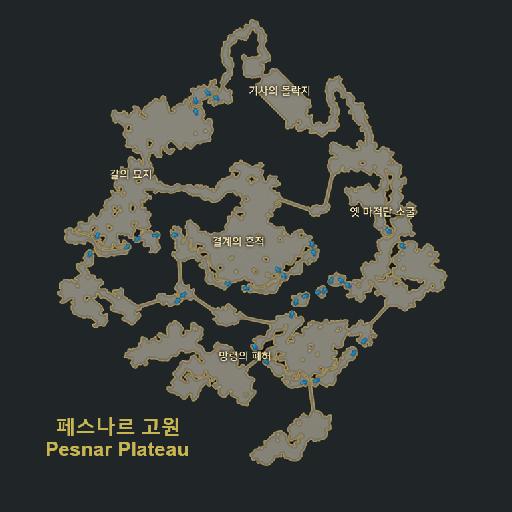 기사의 몰락지
갈의 묘지
옛 마적단 소굴
결계의 흔적
망령의 폐허
페스나르 고원
Pesnar Plateau